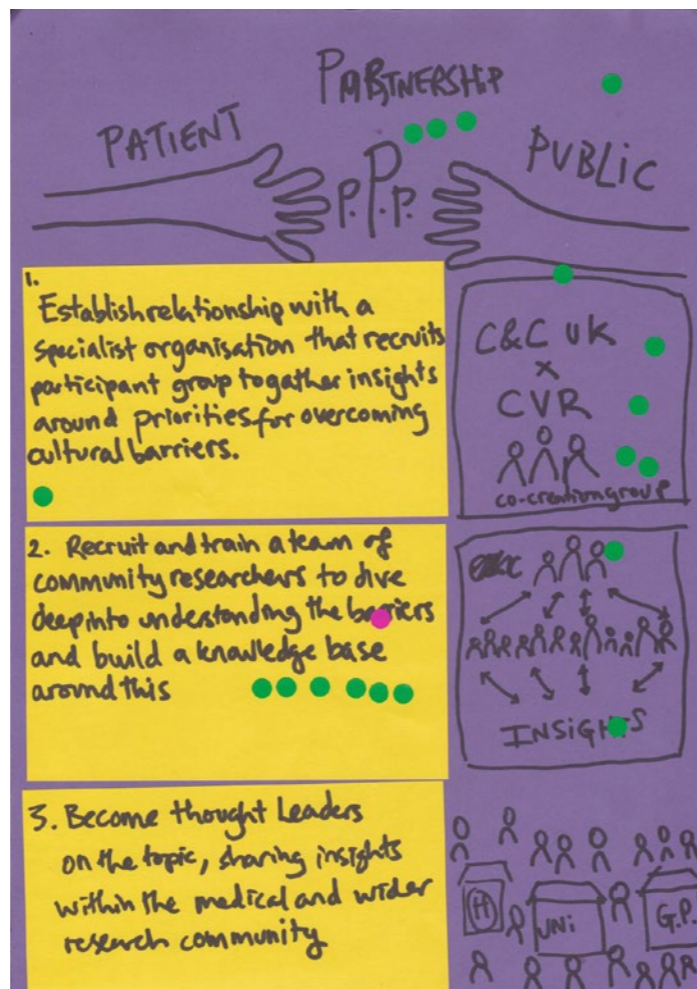 PARTNERSHIP
PATIENT
PUBLIC
P.P.P.
1.
Establish relationship with a
specialist organisation that recruits
participant group to gather insights
around priorities for overcoming
cultural barriers.
C&C UK
x
CVR
co-creation group
2. Recruit and train a team of
community researchers to dive
deep into understanding the barriers
and build a knowledge base
around this
INSIGHTS
3. Become thought leaders
on the topic, sharing insights
within the medical and wider
research community
H
UNi
G.P.